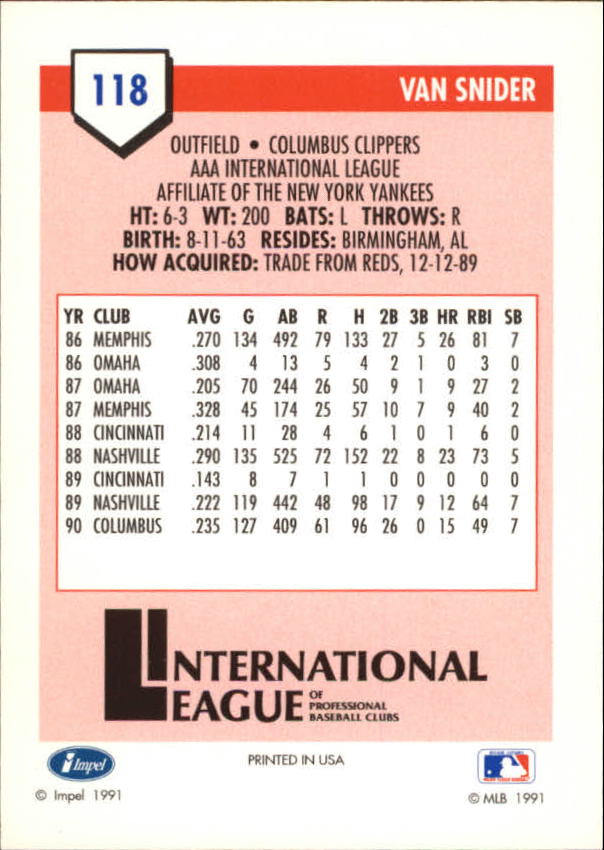 118
VAN SNIDER
OUTFIELD • COLUMBUS CLIPPERS
AAA INTERNATIONAL LEAGUE
AFFILIATE OF THE NEW YORK YANKEES
HT: 6-3 WT: 200 BATS: L THROWS: R
BIRTH: 8-11-63 RESIDES: BIRMINGHAM, AL
HOW ACQUIRED: TRADE FROM REDS, 12-12-89
YR CLUB AVG G AB R H 2B 3B HR RBI SB
86 MEMPHIS .270 134 492 79 133 27 5 26 81 7
86 OMAHA .308 4 13 5 4 2 1 0 3 0
87 OMAHA .205 70 244 26 50 9 1 9 27 2
87 MEMPHIS .328 45 174 25 57 10 7 9 40 2
88 CINCINNATI .214 11 28 4 6 1 0 1 6 0
88 NASHVILLE .290 135 525 72 152 22 8 23 73 5
89 CINCINNATI .143 8 7 1 1 0 0 0 0 0
89 NASHVILLE .222 119 442 48 98 17 9 12 64 7
90 COLUMBUS .235 127 409 61 96 26 0 15 49 7
INTERNATIONAL
LEAGUE OF
PROFESSIONAL
BASEBALL CLUBS
Impel
PRINTED IN USA
© Impel 1991
© MLB 1991